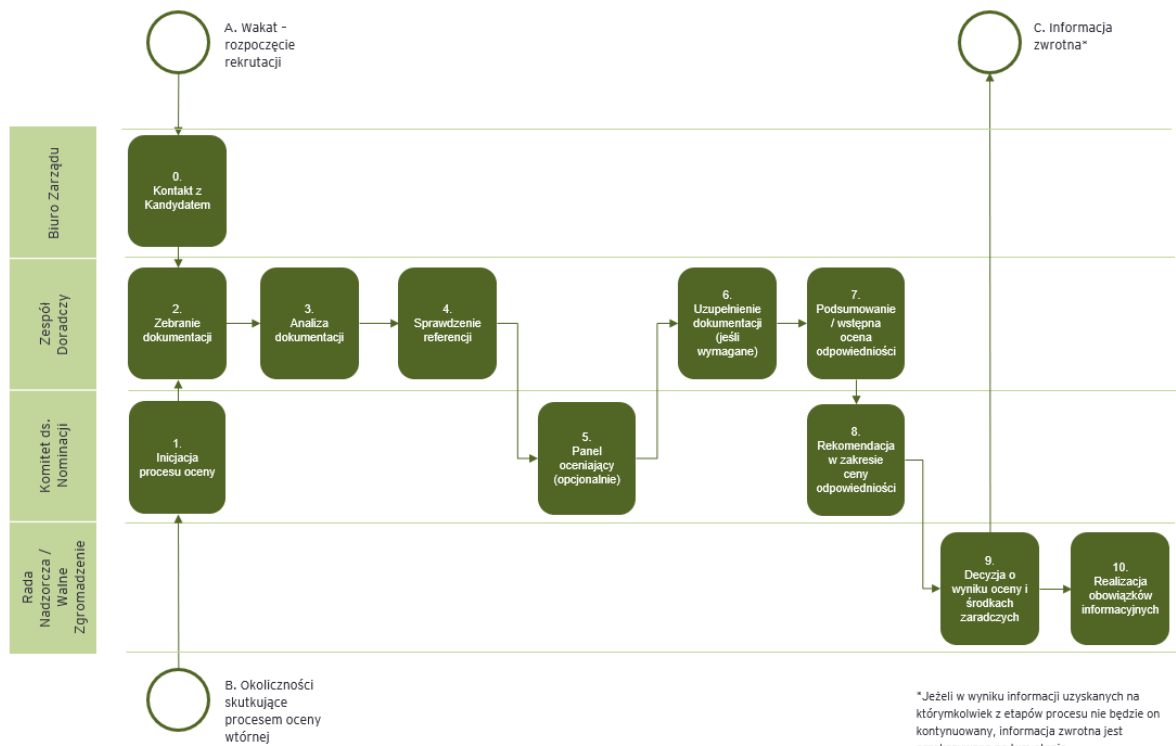 A. Wakat –
rozpoczęcie
rekrutacji
C. Informacja
zwrotna*
Biuro Zarządu
0.
Kontakt z
Kandydatem
Zespół
Doradczy
2.
Zebranie
dokumentacji
3.
Analiza
dokumentacji
4.
Sprawdzenie
referencji
6.
Uzupełnienie
dokumentacji
(jeśli
wymagane)
7.
Podsumowanie
/ wstępna
ocena
odpowiedniości
Komitet ds.
Nominacji
1.
Inicjacja
procesu oceny
5.
Panel
oceniający
(opcjonalnie)
8.
Rekomendacja
w zakresie
ceny
odpowiedniości
Rada
Nadzorcza /
Walne
Zgromadzenie
9.
Decyzja o
wyniku oceny i
środkach
zaradczych
10.
Realizacja
obowiązków
informacyjnych
B. Okoliczności
skutkujące
procesem oceny
wtórnej
*Jeżeli w wyniku informacji uzyskanych na
którymkolwiek z etapów procesu nie będzie on
kontynuowany, informacja zwrotna jest